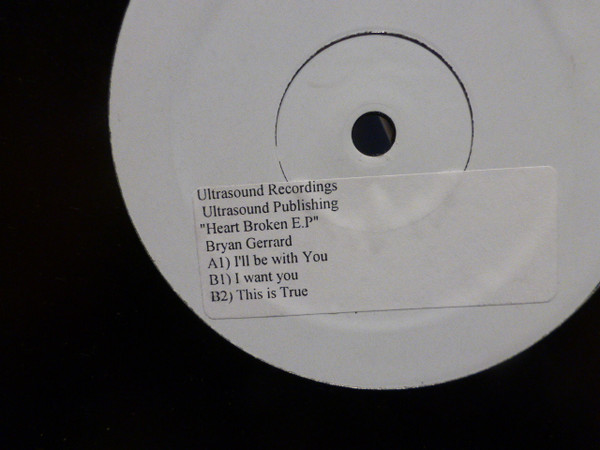 Ultrasound Recordings
Ultrasound Publishing
"Heart Broken E.P"
Bryan Gerrard
A1) I'll be with You
B1) I want you
B2) This is True